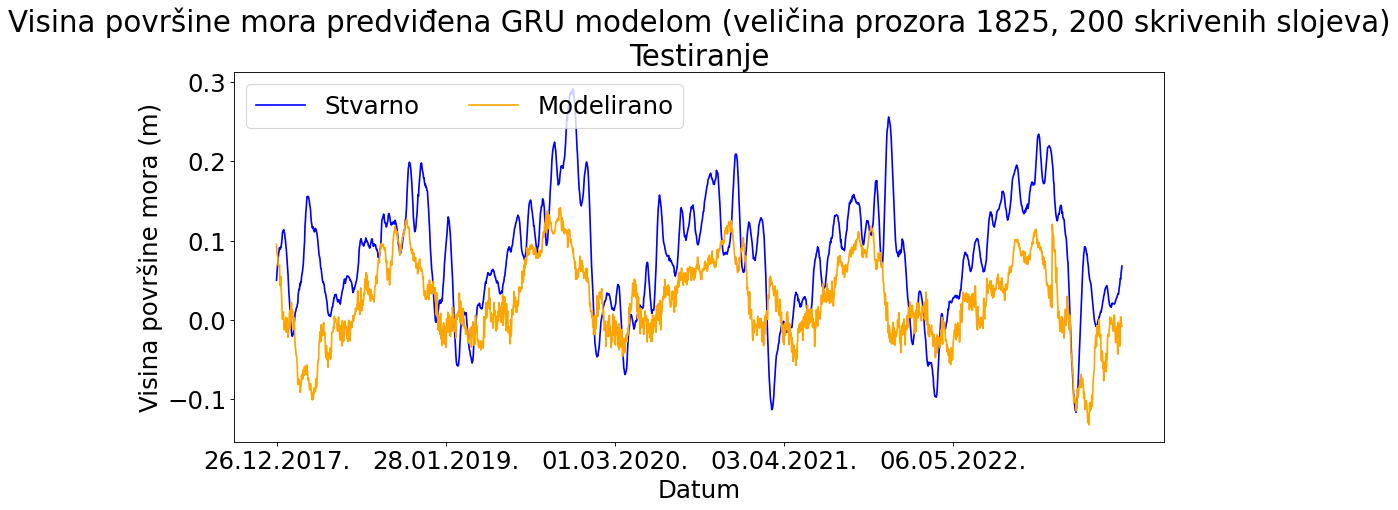 Visina površine mora predviđena GRU modelom (veličina prozora 1825, 200 skrivenih slojeva)
Testiranje
Stvarno
Modelirano
Visina površine mora (m)
0.3
0.2
0.1
0.0
−0.1
26.12.2017.
28.01.2019.
01.03.2020.
03.04.2021.
06.05.2022.
Datum